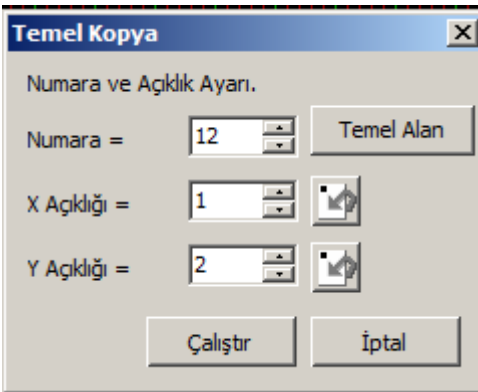 Temel Kopya
Numara ve Açıklık Ayarı.
Numara = 12 Temel Alan
X Açıklığı = 1
Y Açıklığı = 2
Çalıştır İptal